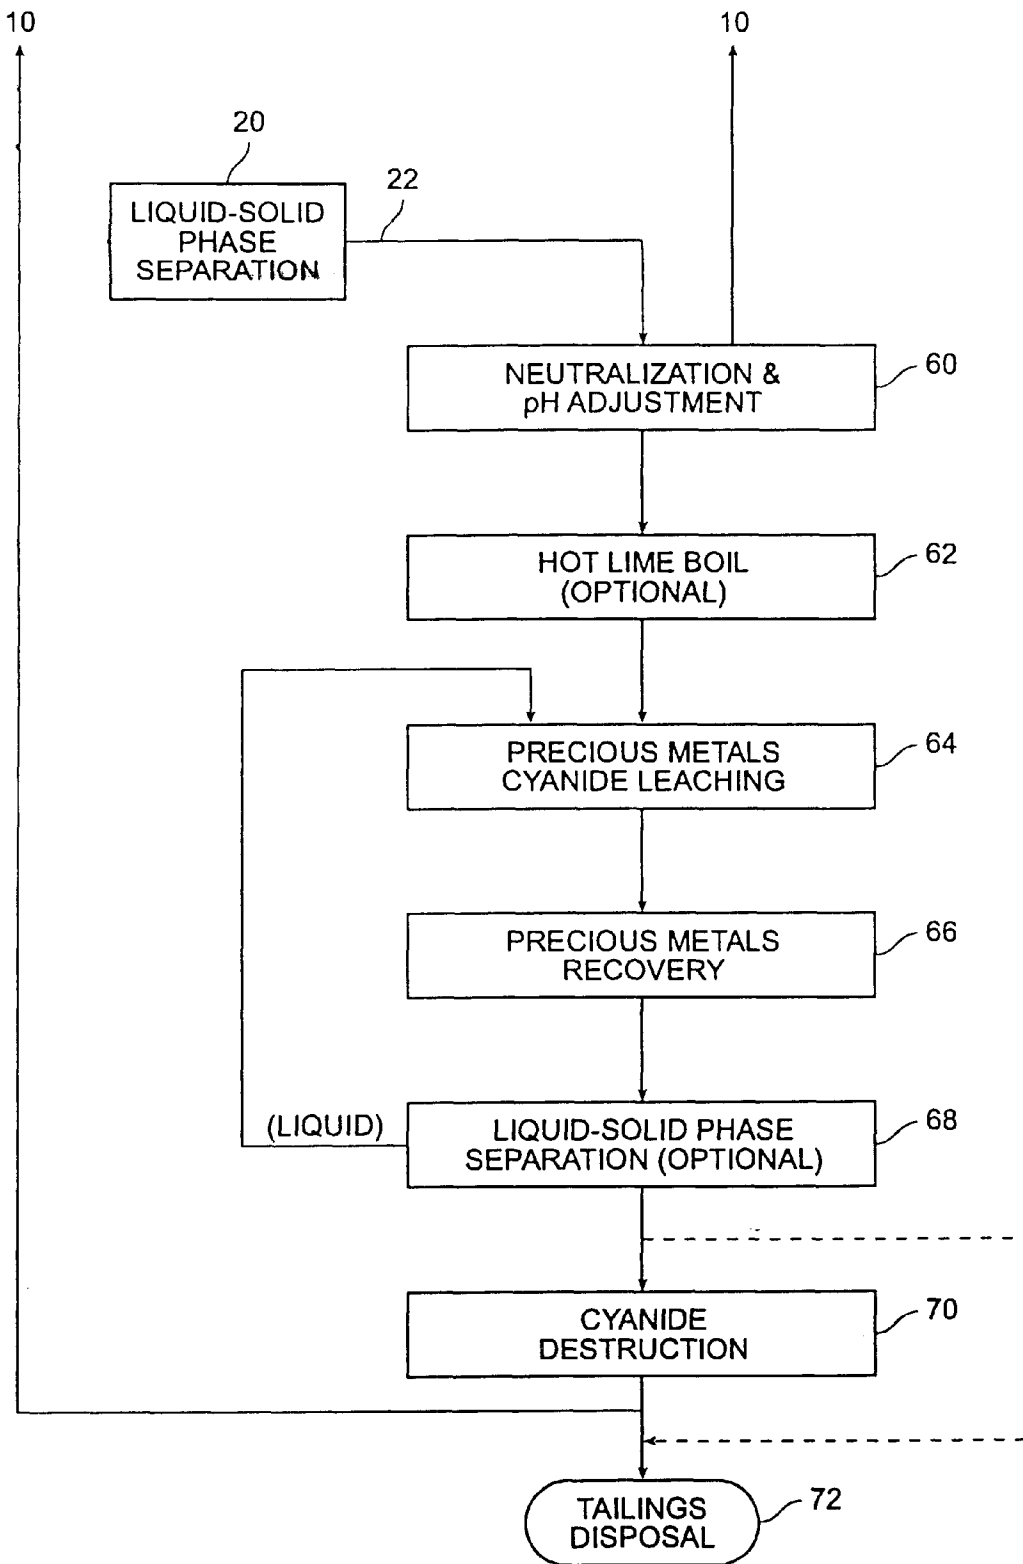 10
10
20
LIQUID-SOLID
PHASE
SEPARATION
22
NEUTRALIZATION &
pH ADJUSTMENT
60
HOT LIME BOIL
(OPTIONAL)
62
PRECIOUS METALS
CYANIDE LEACHING
64
PRECIOUS METALS
RECOVERY
66
(LIQUID)
LIQUID-SOLID PHASE
SEPARATION (OPTIONAL)
68
CYANIDE
DESTRUCTION
70
TAILINGS
DISPOSAL
72